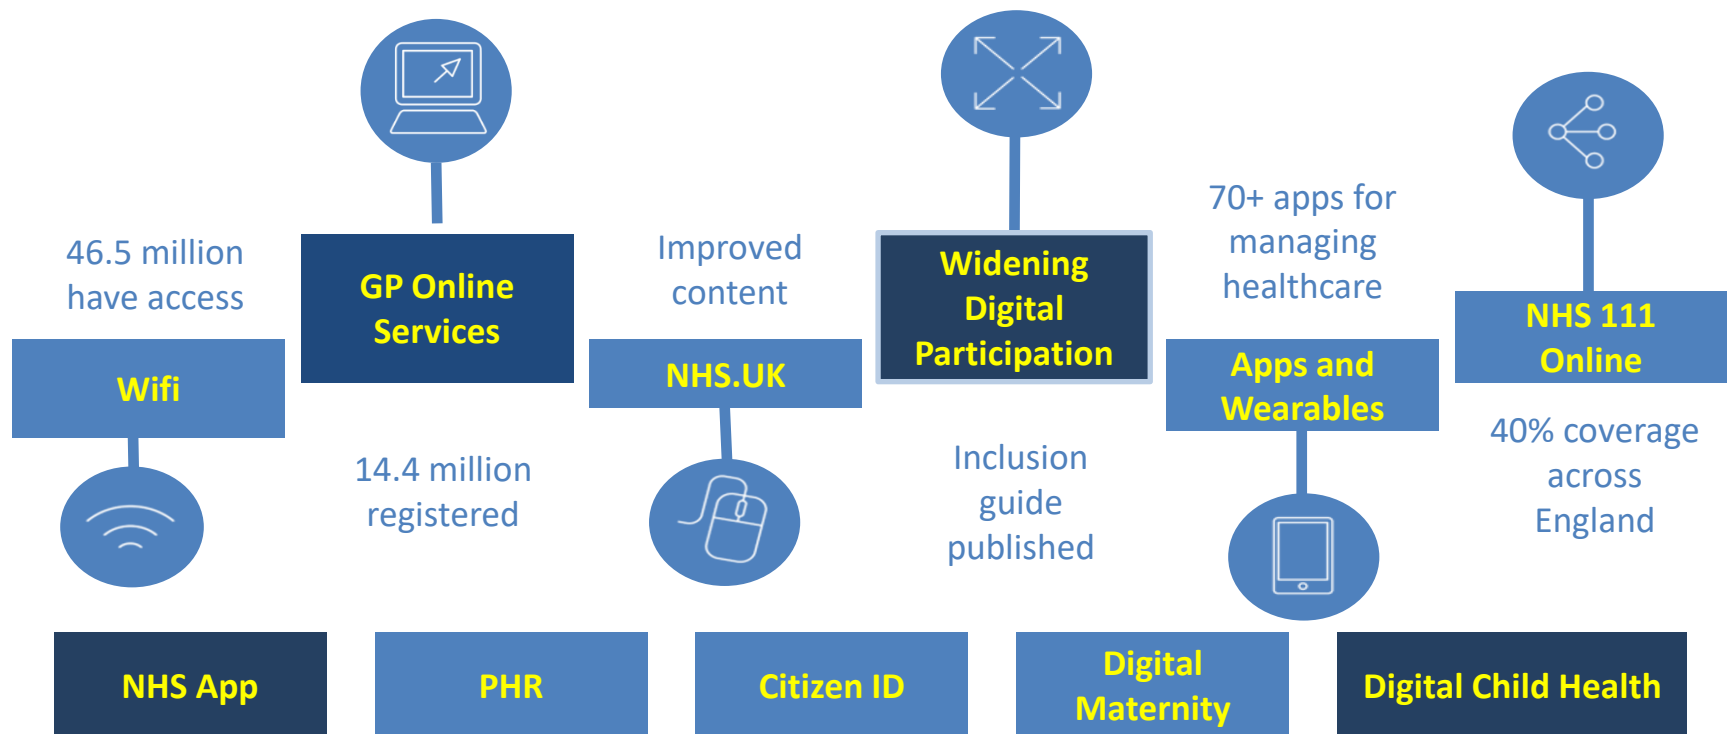 46.5 million
have access
Wifi
GP Online
Services
14.4 million
registered
Improved
content
NHS.UK
Widening
Digital
Participation
Inclusion
guide
published
70+ apps for
managing
healthcare
Apps and
Wearables
NHS 111
Online
40% coverage
across
England
NHS App
PHR
Citizen ID
Digital
Maternity
Digital Child Health